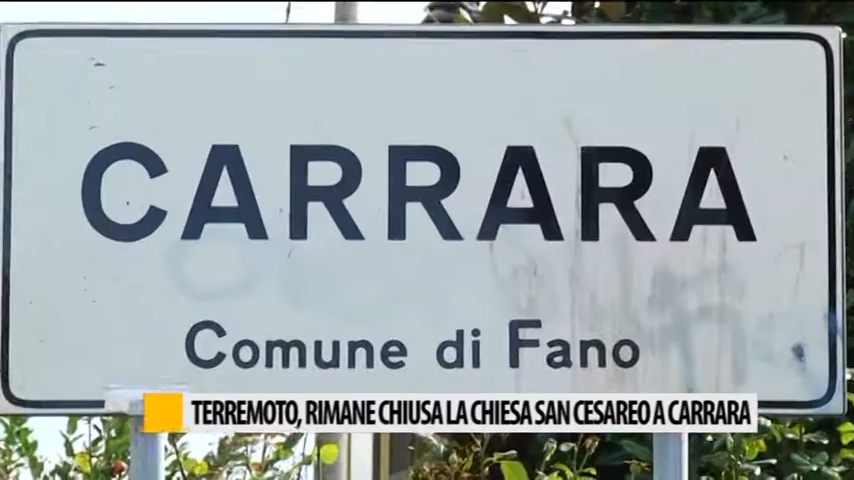 CARRARA
Comune di Fano
TERREMOTO, RIMANE CHIUSA LA CHIESA SAN CESAREO A CARRARA